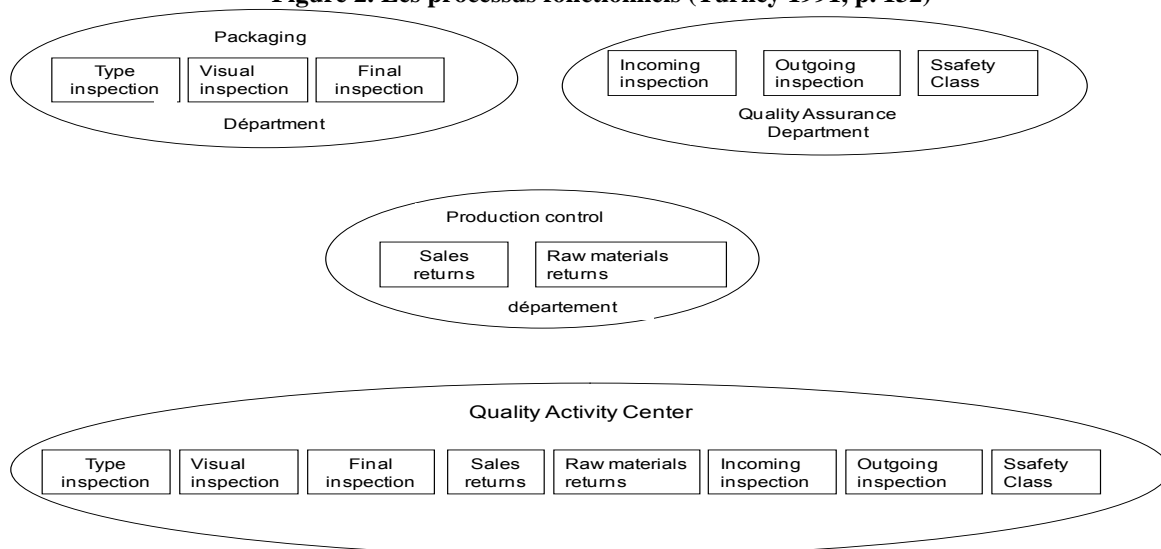 Figure 2. Les processus fonctionnels (Turney 1991, p.
Packaging
Type
inspection
Visual
inspection
Final
inspection
Départment
Incoming
inspection
Outgoing
inspection
Ssafety
Class
Quality Assurance
Department
Production control
Sales
returns
Raw materials
returns
département
Quality Activity Center
Type
inspection
Visual
inspection
Final
inspection
Sales
returns
Raw materials
returns
Incoming
inspection
Outgoing
inspection
Ssafety
Class